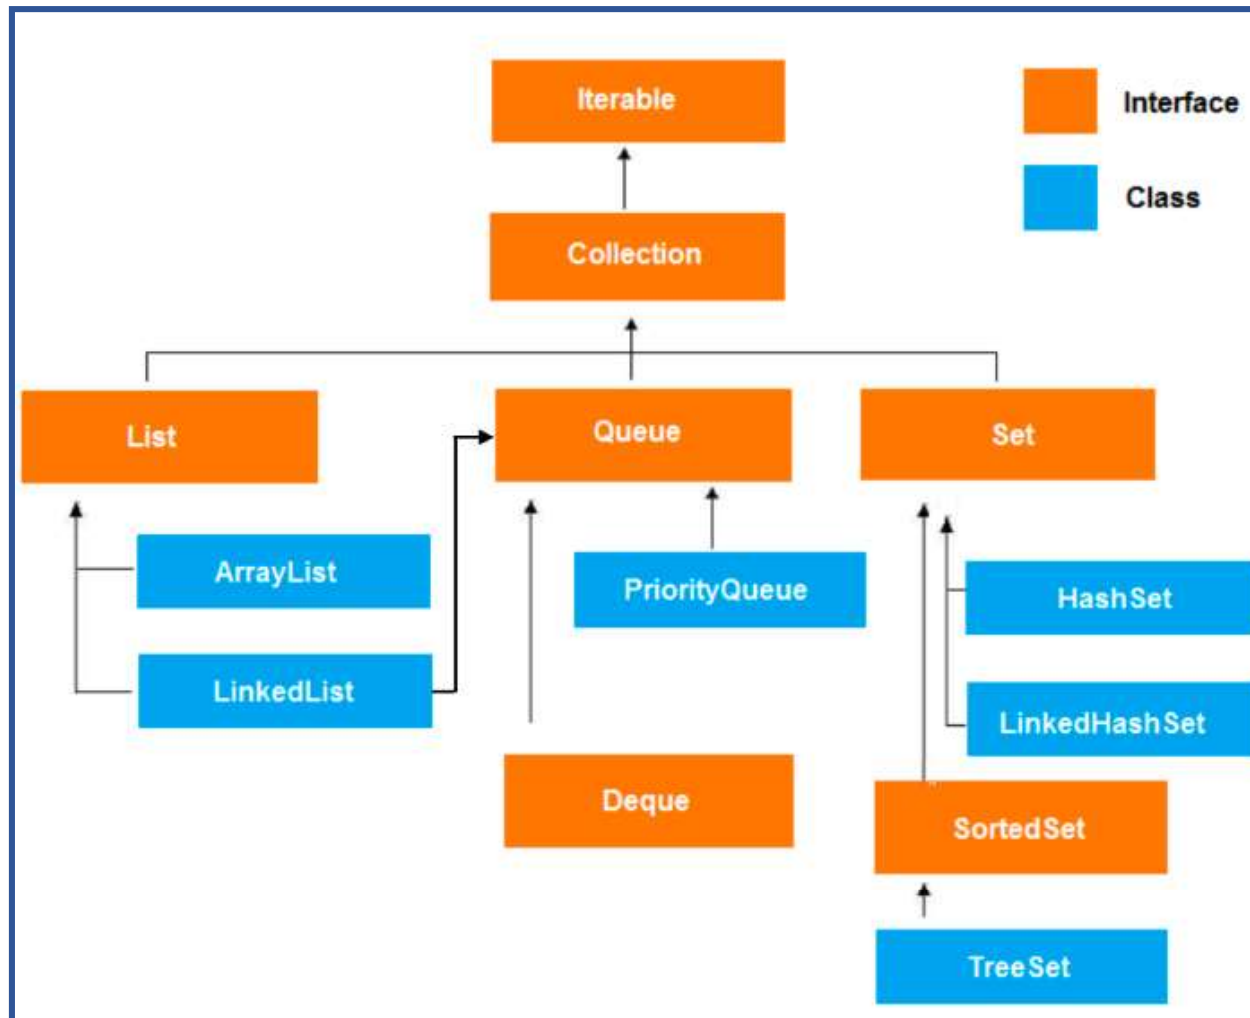 Iterable
Interface
Class
Collection
List
Queue
Set
ArrayList
PriorityQueue
HashSet
LinkedList
LinkedHashSet
Deque
SortedSet
TreeSet